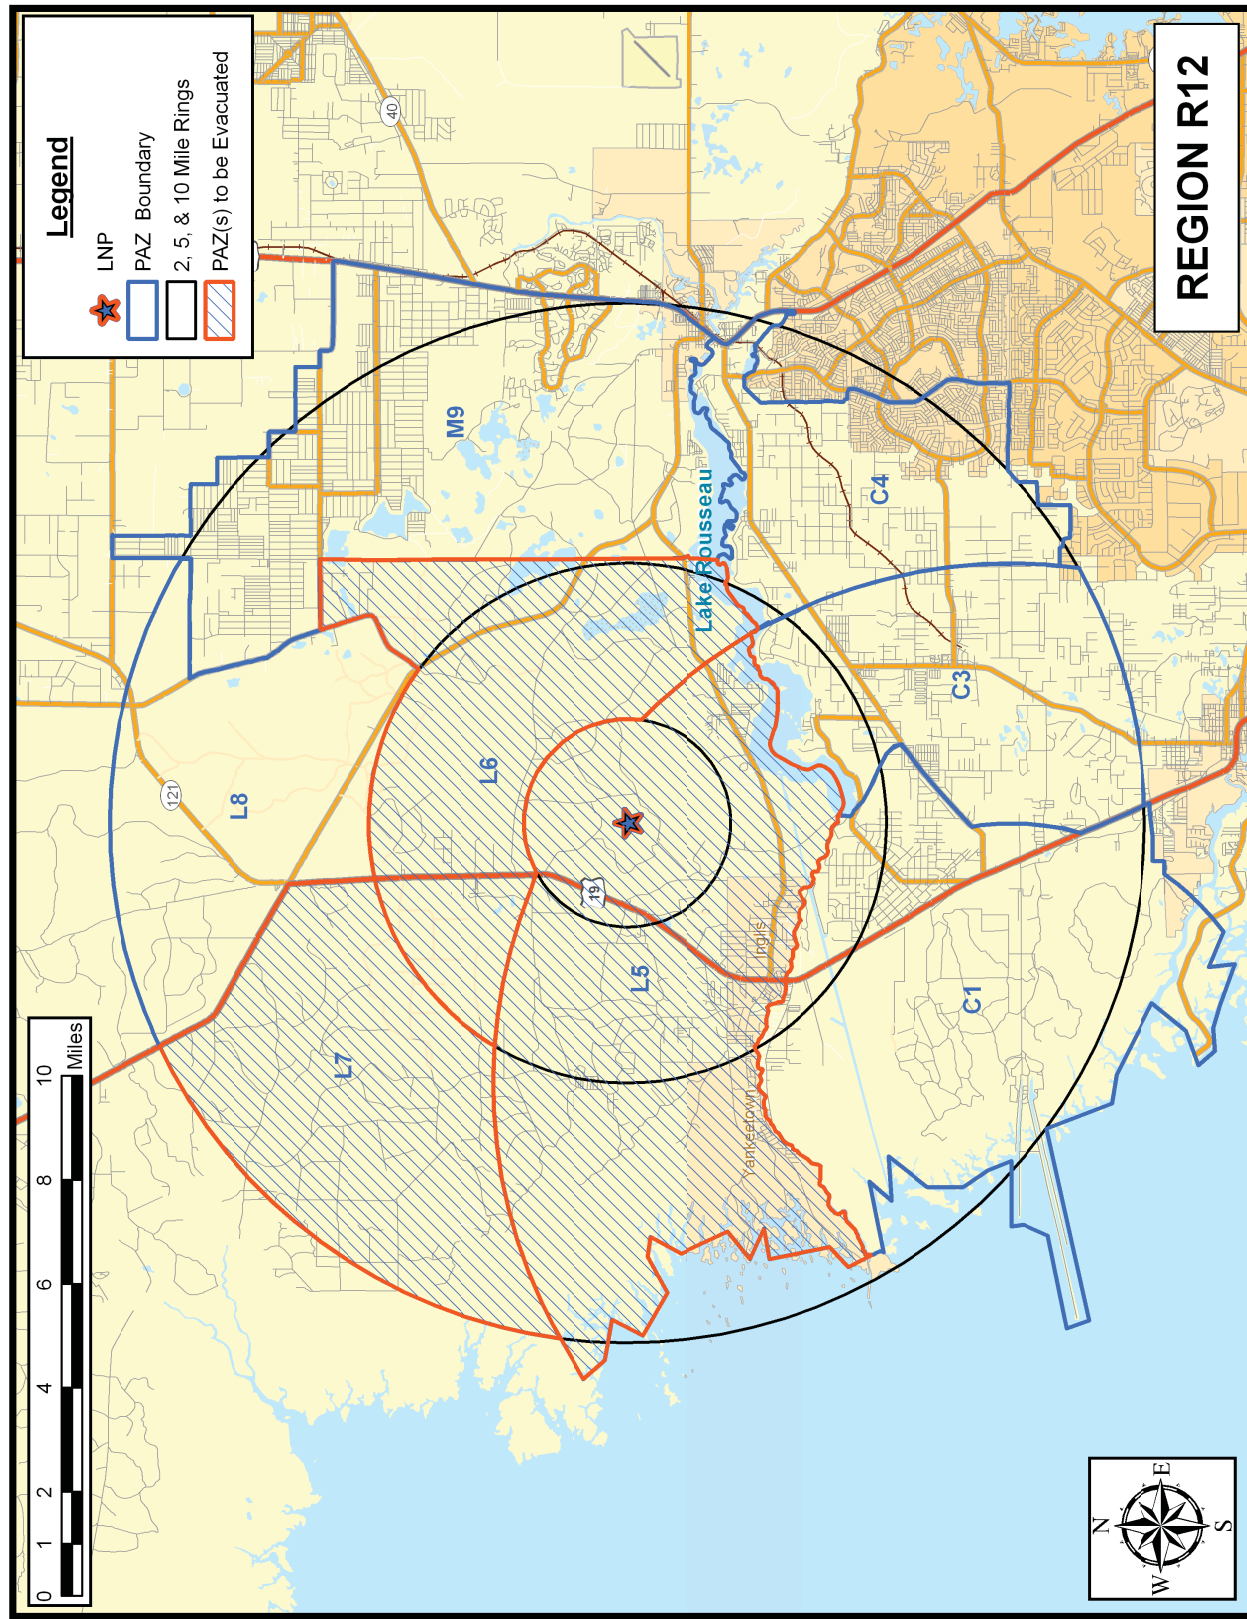 Legend
LNP
PAZ Boundary
2, 5, & 10 Mile Rings
PAZ(s) to be Evacuated
REGION R12
0 1 2 4 6 8 10
Miles
40
121
19
L8
L7
L6
L5
M9
C4
C3
C1
Lake Rousseau
Inglis
Yankeetown
N
W
E
S